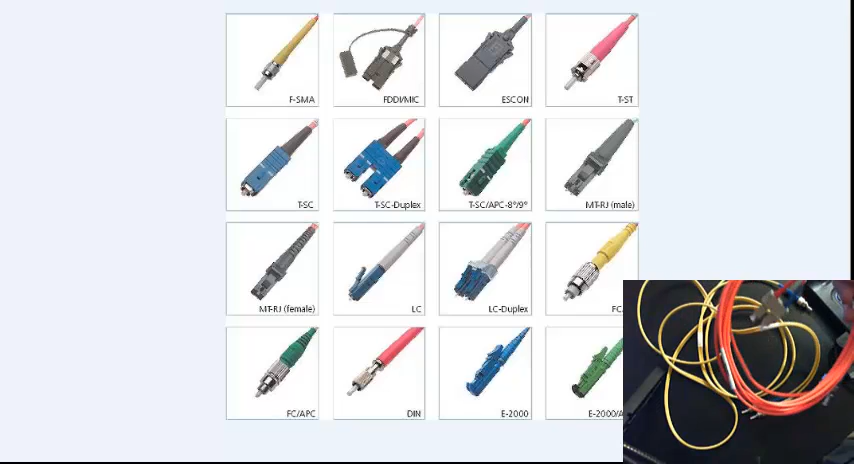 F-SMA
FDDI/MIC
ESCON
T-ST
T-SC
T-SC-Duplex
T-SC/APC-8°/9°
MT-RJ (male)
MT-RJ (female)
LC
LC-Duplex
FC/APC
DIN
E-2000